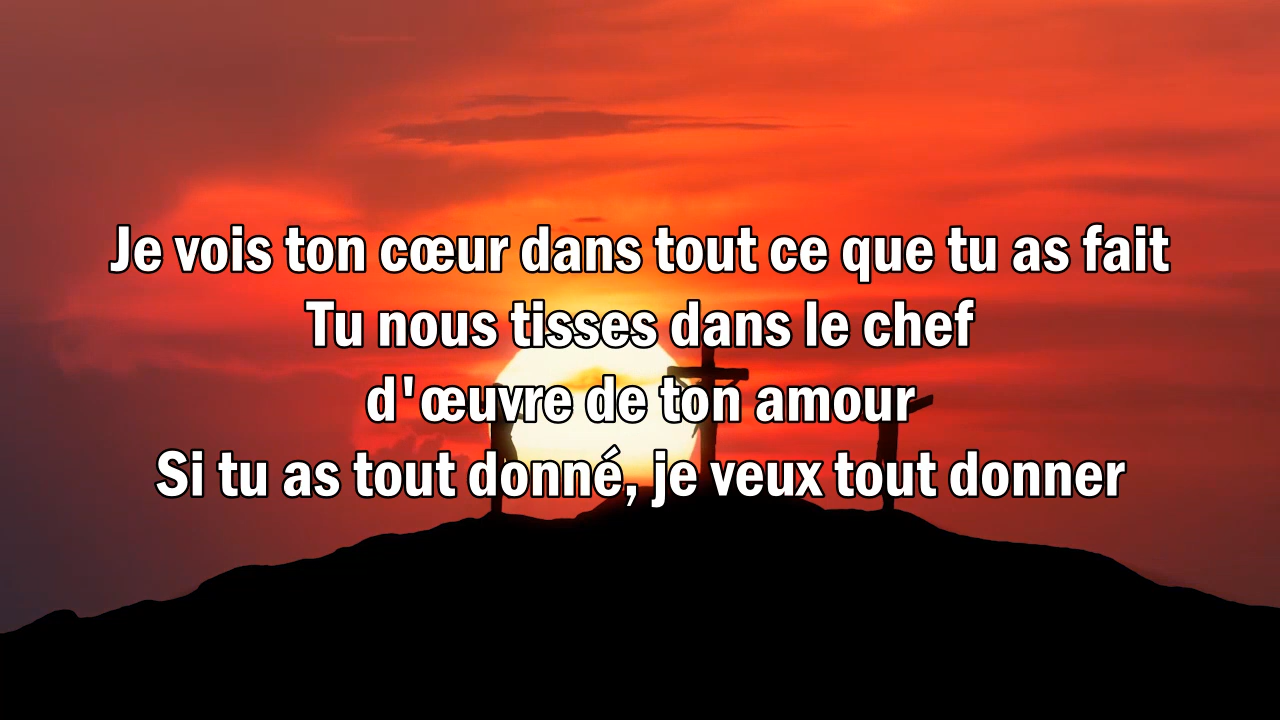 Je vois ton cœur dans tout ce que tu as fait
Tu nous tisses dans le chef
d'œuvre de ton amour
Si tu as tout donné, je veux tout donner